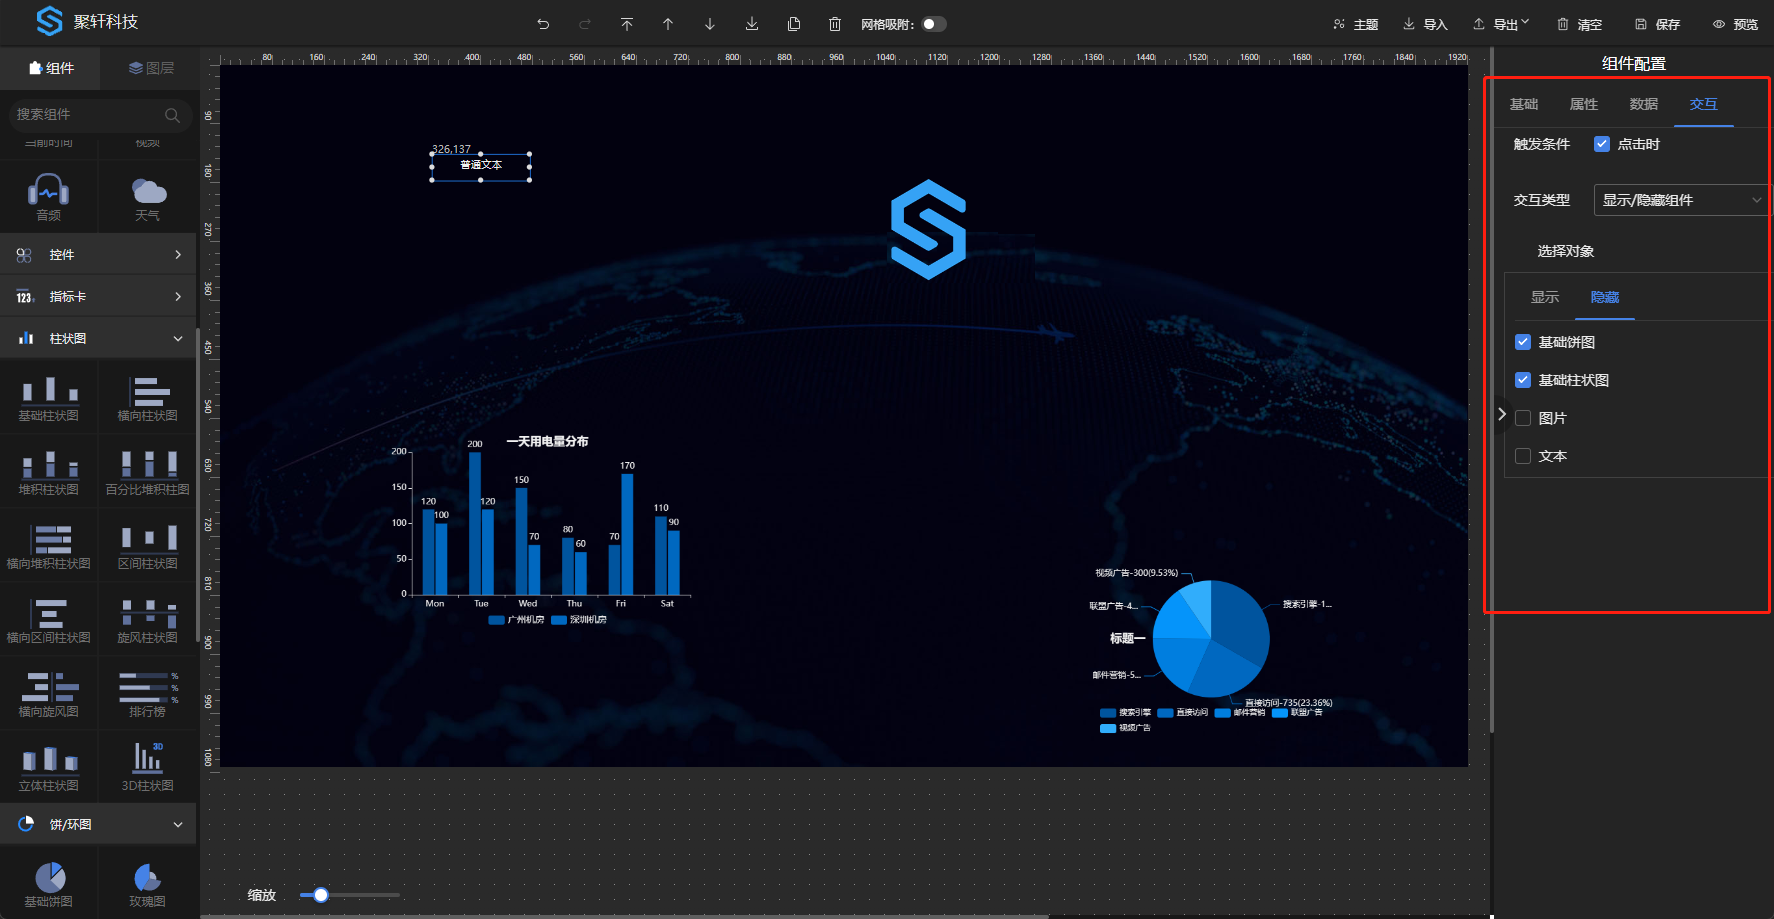 聚轩科技
网格吸附:
主题
导入
导出
清空
保存
预览
组件
图层
搜索组件
当前时间
视频
音频
天气
控件
123.
指标卡
柱状图
基础柱状图
横向柱状图
堆积柱状图
百分比堆积柱图
横向堆积柱状图
区间柱状图
横向区间柱状图
旋风柱状图
横向旋风图
%
%
%
排行榜
立体柱状图
3D
3D柱状图
饼/环图
基础饼图
玫瑰图
80 160 240 320 400 480 560 640 720 800 880 960 1040 1120 1200 1280 1360 1440 1520 1600 1680 1760 1840 1920
90
180
270
360
450
540
630
720
810
900
990
1080
326,137
普通文本
一天用电量分布
200
150
100
50
0
120
100
200
120
150
70
80
60
70
170
110
90
Mon Tue Wed Thu Fri Sat
广州机房 深圳机房
视频广告-300(9.53%)
联盟广告-4...
搜索引擎-1...
标题一
邮件营销-5...
直接访问-735(23.36%)
搜索引擎 直接访问 邮件营销 联盟广告
视频广告
缩放
组件配置
基础 属性 数据 交互
触发条件 点击时
交互类型 显示/隐藏组件
选择对象
显示 隐藏
基础饼图
基础柱状图
图片
文本